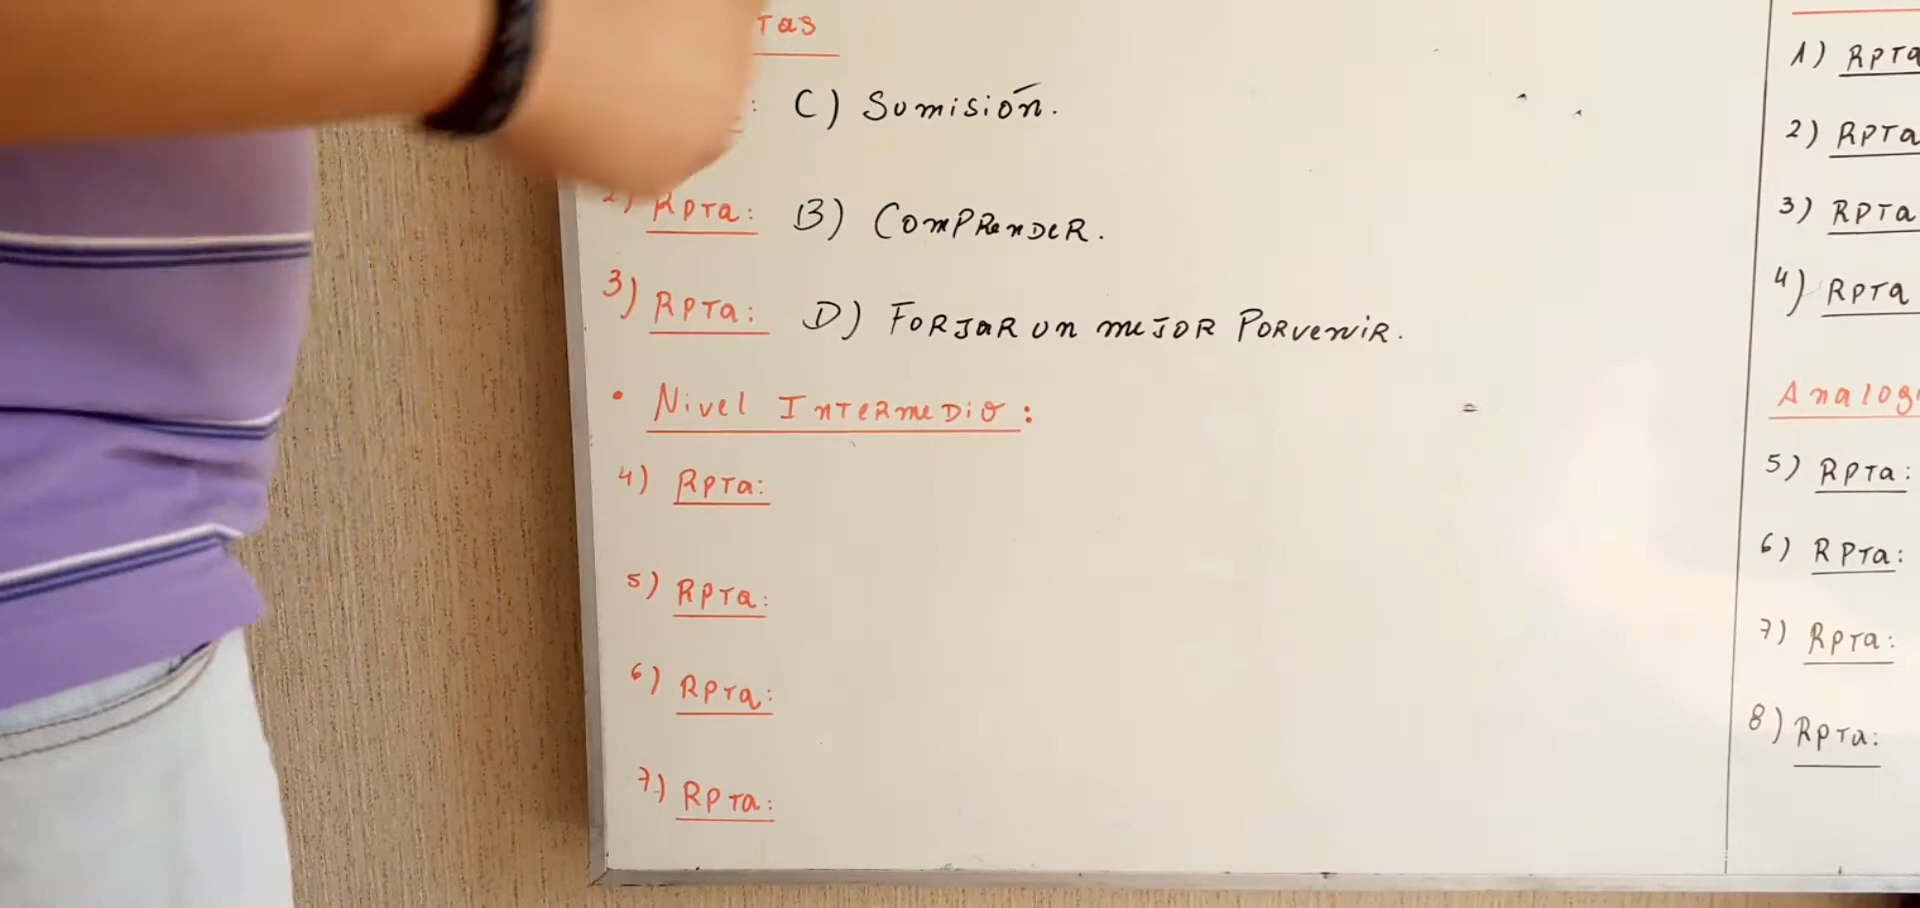 C) Sumisión.
2) Rpta: B) Comprender.
3) Rpta: D) Forjar un mejor Porvenir.
• Nivel Intermedio:
4) Rpta:
5) Rpta:
6) Rpta:
7) Rpta:
1) Rpta
2) Rpta
3) Rpta
4) Rpta
5) Rpta:
6) Rpta:
7) Rpta:
8) Rpta: